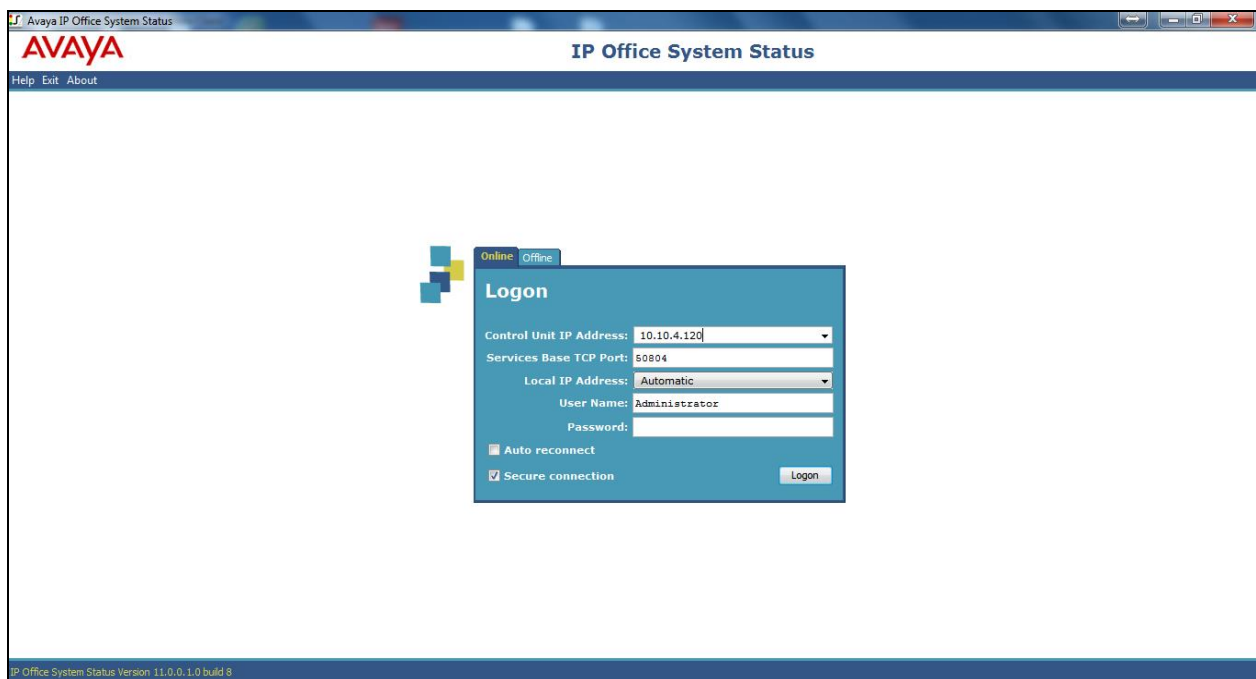 Avaya IP Office System Status
AVAYA
IP Office System Status
Help Exit About
Online Offline
Logon
Control Unit IP Address: 10.10.4.120
Services Base TCP Port: 50804
Local IP Address: Automatic
User Name: Administrator
Password:
Auto reconnect
Secure connection
Logon
IP Office System Status Version 11.0.0.1.0 build 8